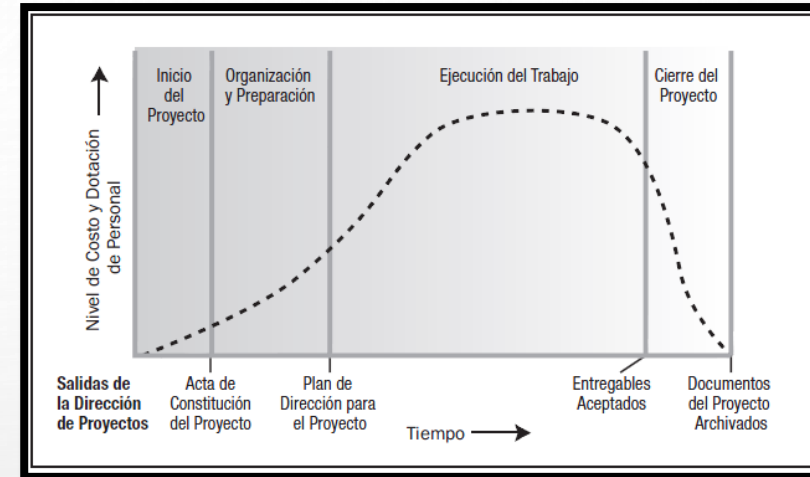 Inicio
del
Proyecto
Organización
y Preparación
Ejecución del Trabajo
Cierre del
Proyecto
Nivel de Costo y Dotación
de Personal
Salidas de
la Dirección
de Proyectos
Acta de
Constitución
del Proyecto
Plan de
Dirección para
el Proyecto
Tiempo
Entregables
Aceptados
Documentos
del Proyecto
Archivados